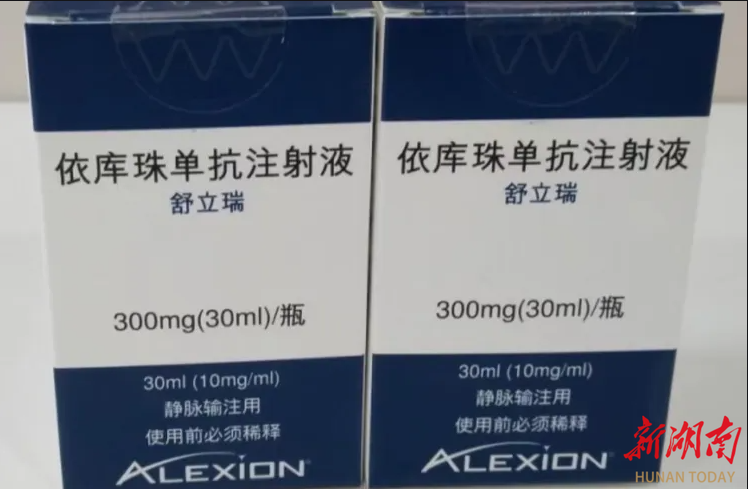 依库珠单抗注射液
舒立瑞
300mg(30ml)/瓶
30ml (10mg/ml)
静脉输注用
使用前必须稀释
ALEXION
依库珠单抗注射液
舒立瑞
300mg(30ml)/瓶
30ml (10mg/ml)
静脉输注用
使用前必须稀释
ALEXION
新湖南
HUNAN TODAY